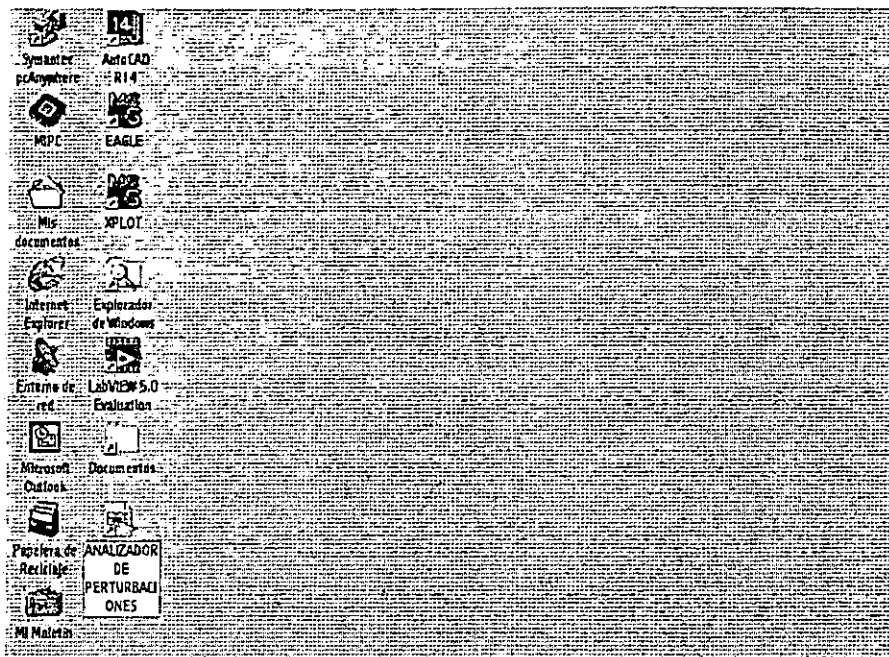 Symantec
pcAnywhere
AutoCAD
R14
MIPC
EAGLE
Mis
documentos
XPLOT
Internet
Explorer
Explorador
de Windows
Entorno de
red
LabVIEW 5.0
Evaluation
Microsoft
Outlook
Documentos
Papelera de
Reciclaje
ANALIZADOR
DE
PERTURBACI
ONES
Mi Maletín